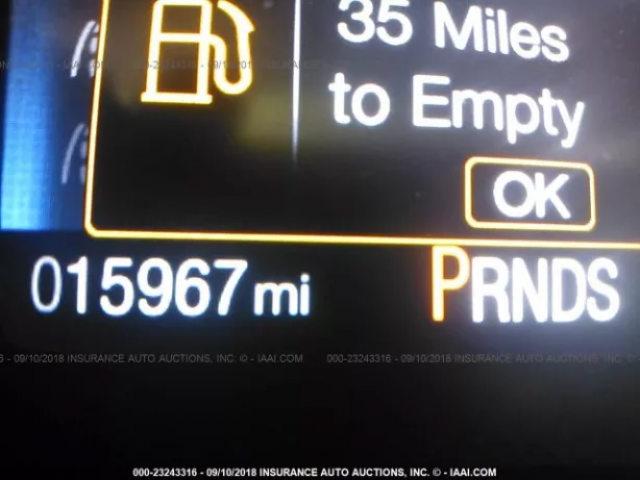 35 Miles
to Empty
OK
015967 mi
PRNDS
000-23243316 - 09/10/2018 INSURANCE AUTO AUCTIONS, INC. © - IAAI.COM
000-23243316 - 09/10/2018 INSURANCE AUTO AUCTIONS, INC. © - IAAI.COM